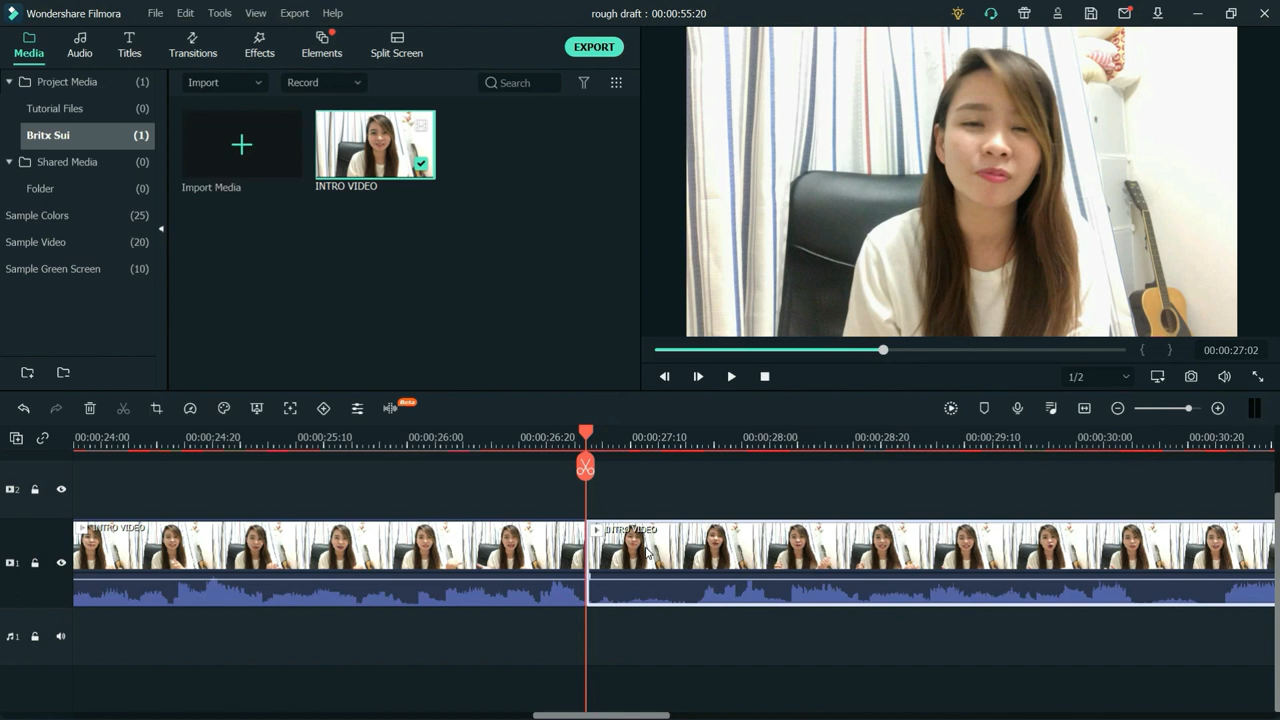 Wondershare Filmora
File
Edit
Tools
View
Export
Help
rough draft : 00:00:55:20
Media
Audio
Titles
Transitions
Effects
Elements
Split Screen
EXPORT
Project Media (1)
Tutorial Files (0)
Britx Sui (1)
Shared Media (0)
Folder (0)
Sample Colors (25)
Sample Video (20)
Sample Green Screen (10)
Import
Record
Search
Import Media
INTRO VIDEO
00:00:27:02
1/2
Beta
00:00:24:00
00:00:24:20
00:00:25:10
00:00:26:00
00:00:26:20
00:00:27:10
00:00:28:00
00:00:28:20
00:00:29:10
00:00:30:00
00:00:30:20
2
INTRO VIDEO
INTRO VIDEO
1
1